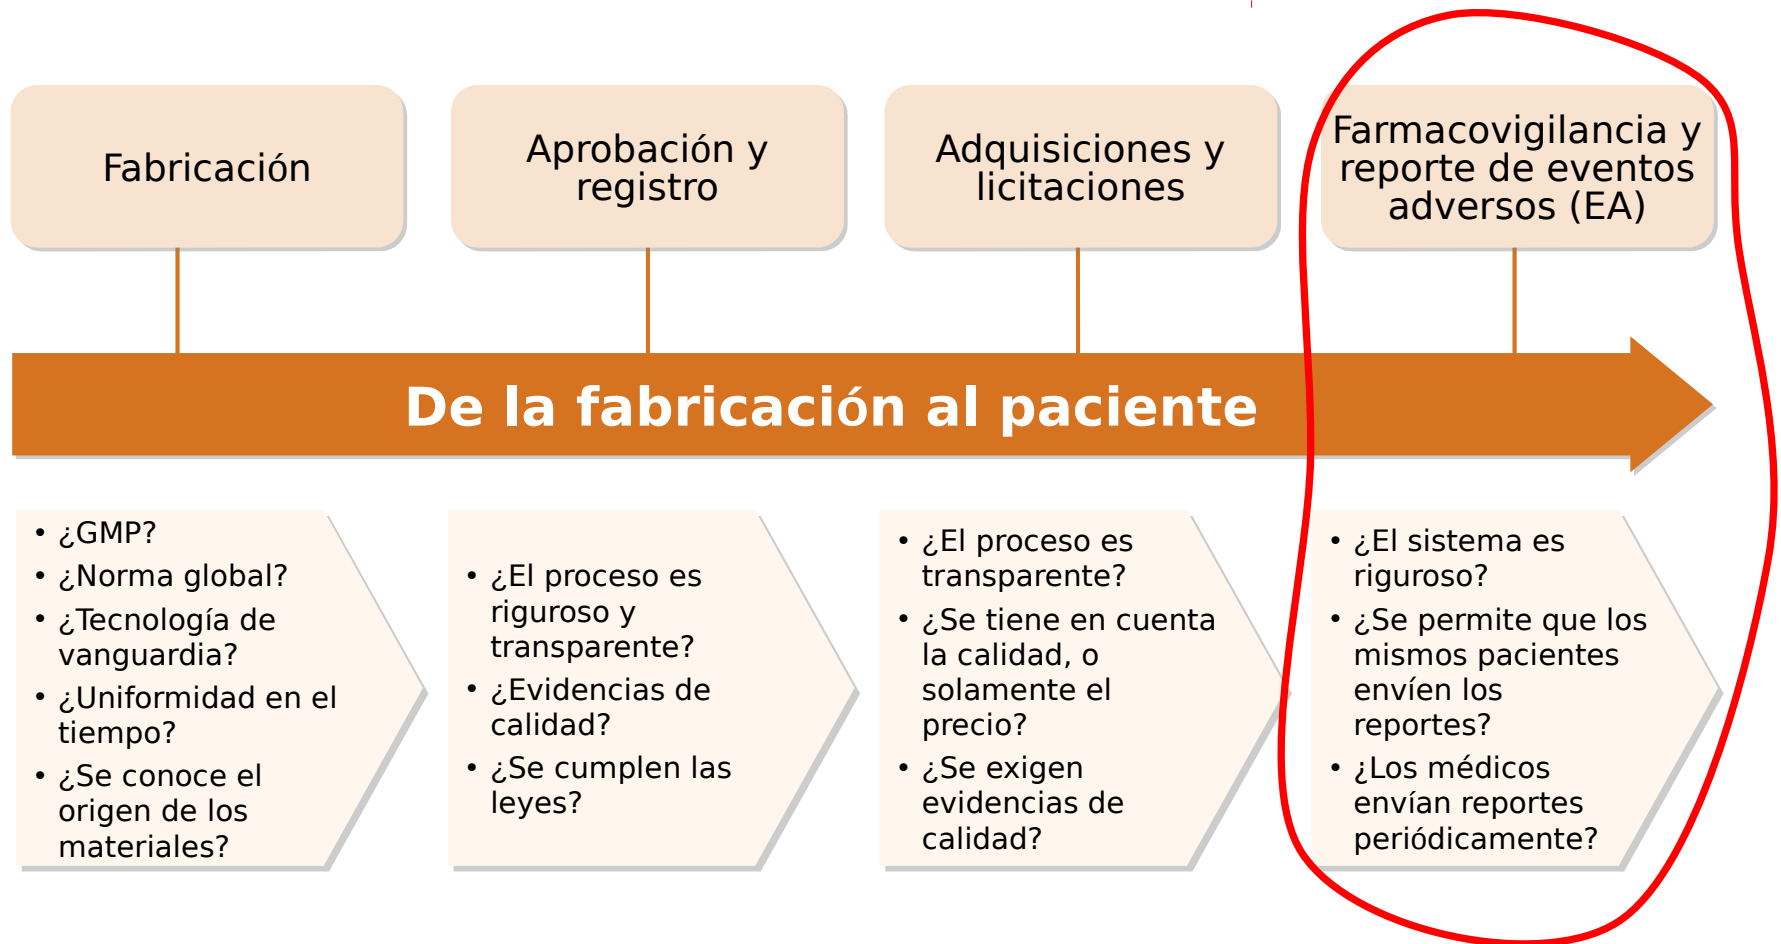 Fabricación
Aprobación y
registro
Adquisiciones y
licitaciones
Farmacovigilancia y
reporte de eventos
adversos (EA)
De la fabricación al paciente
• ¿GMP?
• ¿Norma global?
• ¿Tecnología de
vanguardia?
• ¿Uniformidad en el
tiempo?
• ¿Se conoce el
origen de los
materiales?
• ¿El proceso es
riguroso y
transparente?
• ¿Evidencias de
calidad?
• ¿Se cumplen las
leyes?
• ¿El proceso es
transparente?
• ¿Se tiene en cuenta
la calidad, o
solamente el
precio?
• ¿Se exigen
evidencias de
calidad?
• ¿El sistema es
riguroso?
• ¿Se permite que los
mismos pacientes
envíen los
reportes?
• ¿Los médicos
envían reportes
periódicamente?